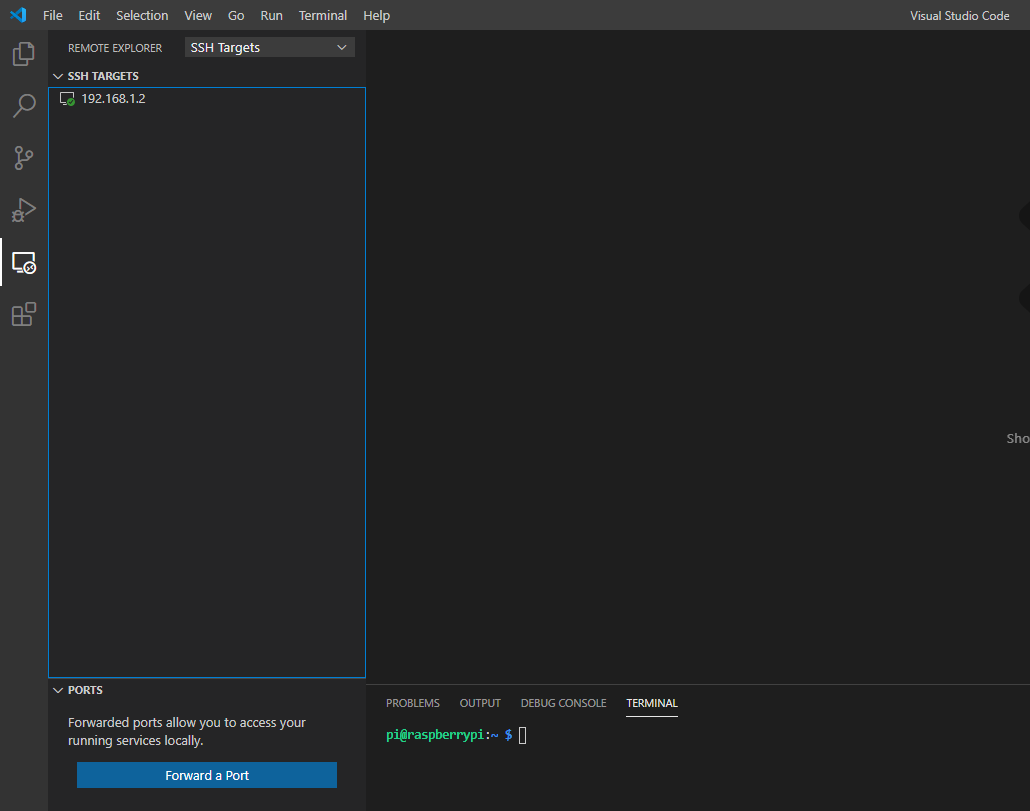 File Edit Selection View Go Run Terminal Help Visual Studio Code
REMOTE EXPLORER SSH Targets
SSH TARGETS
192.168.1.2
Sho
PORTS
Forwarded ports allow you to access your
running services locally.
Forward a Port
PROBLEMS OUTPUT DEBUG CONSOLE TERMINAL
pi@raspberrypi:~ $